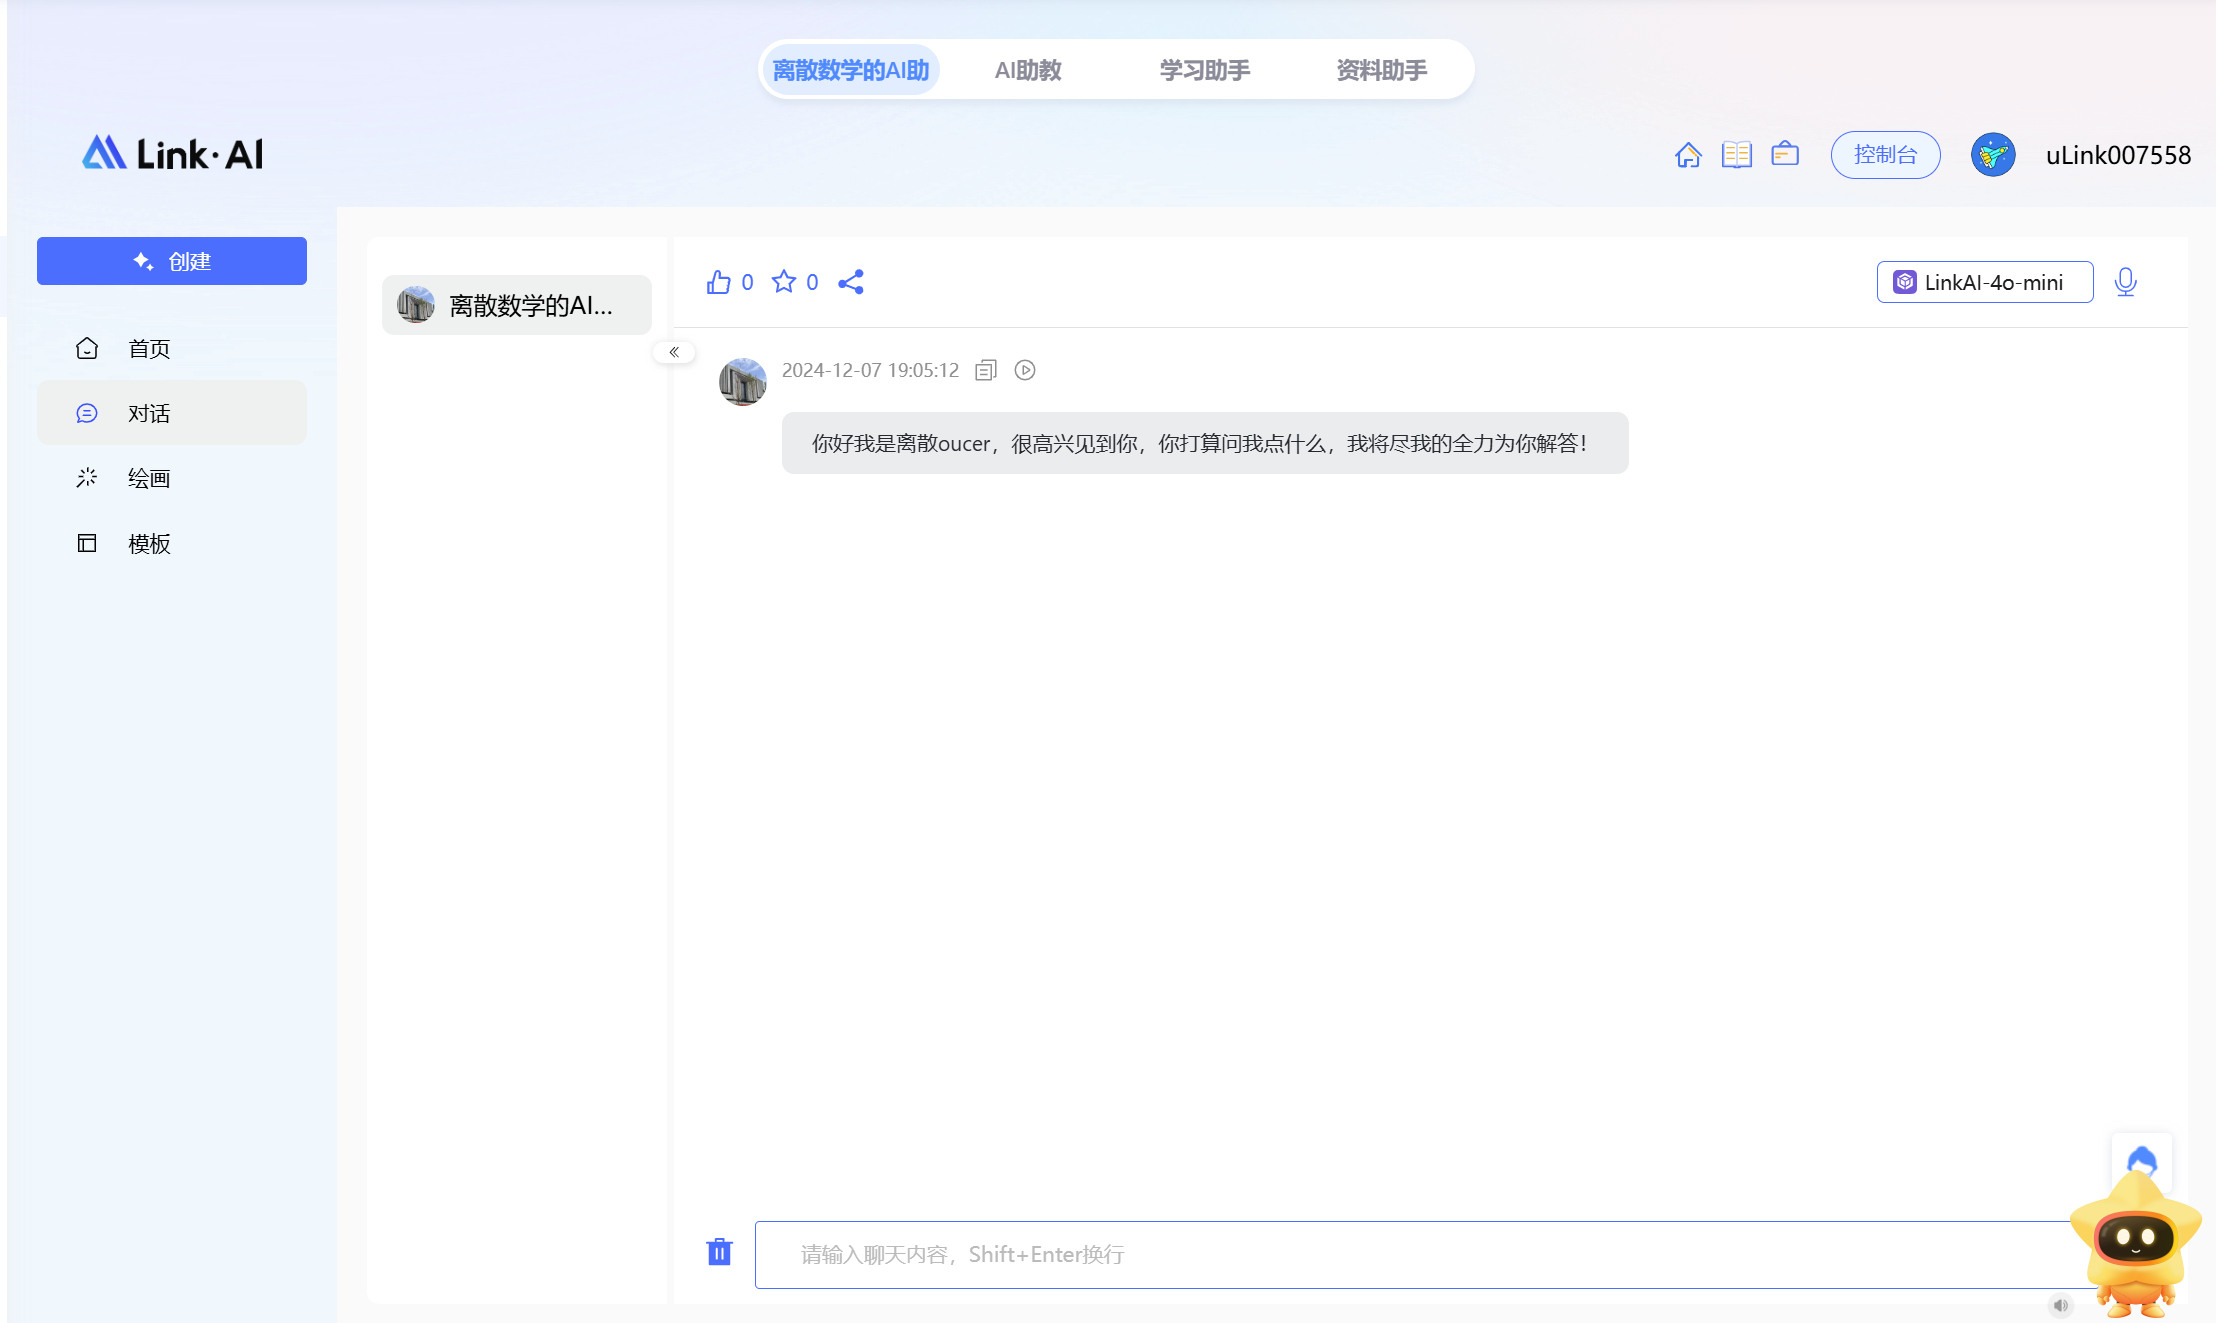 离散数学的AI助
AI助教
学习助手
资料助手
Link·AI
控制台
uLink007558
创建
首页
对话
绘画
模板
离散数学的AI...
0
0
LinkAI-4o-mini
2024-12-07 19:05:12
你好我是离散oucer，很高兴见到你，你打算问我点什么，我将尽我的全力为你解答！
请输入聊天内容，Shift+Enter换行